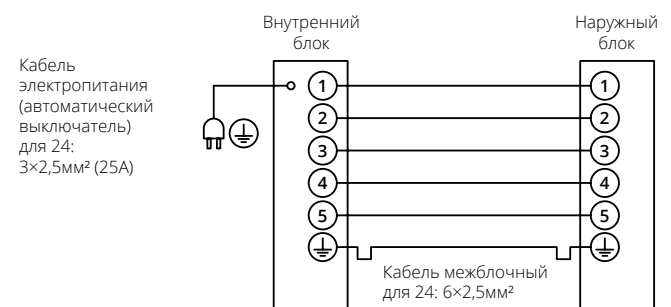 Внутренний
блок
Наружный
блок
Кабель
электропитания
(автоматический
выключатель)
для 24:
3×2,5мм² (25А)
1
1
2
2
3
3
4
4
5
5
Кабель межблочный
для 24: 6×2,5мм²